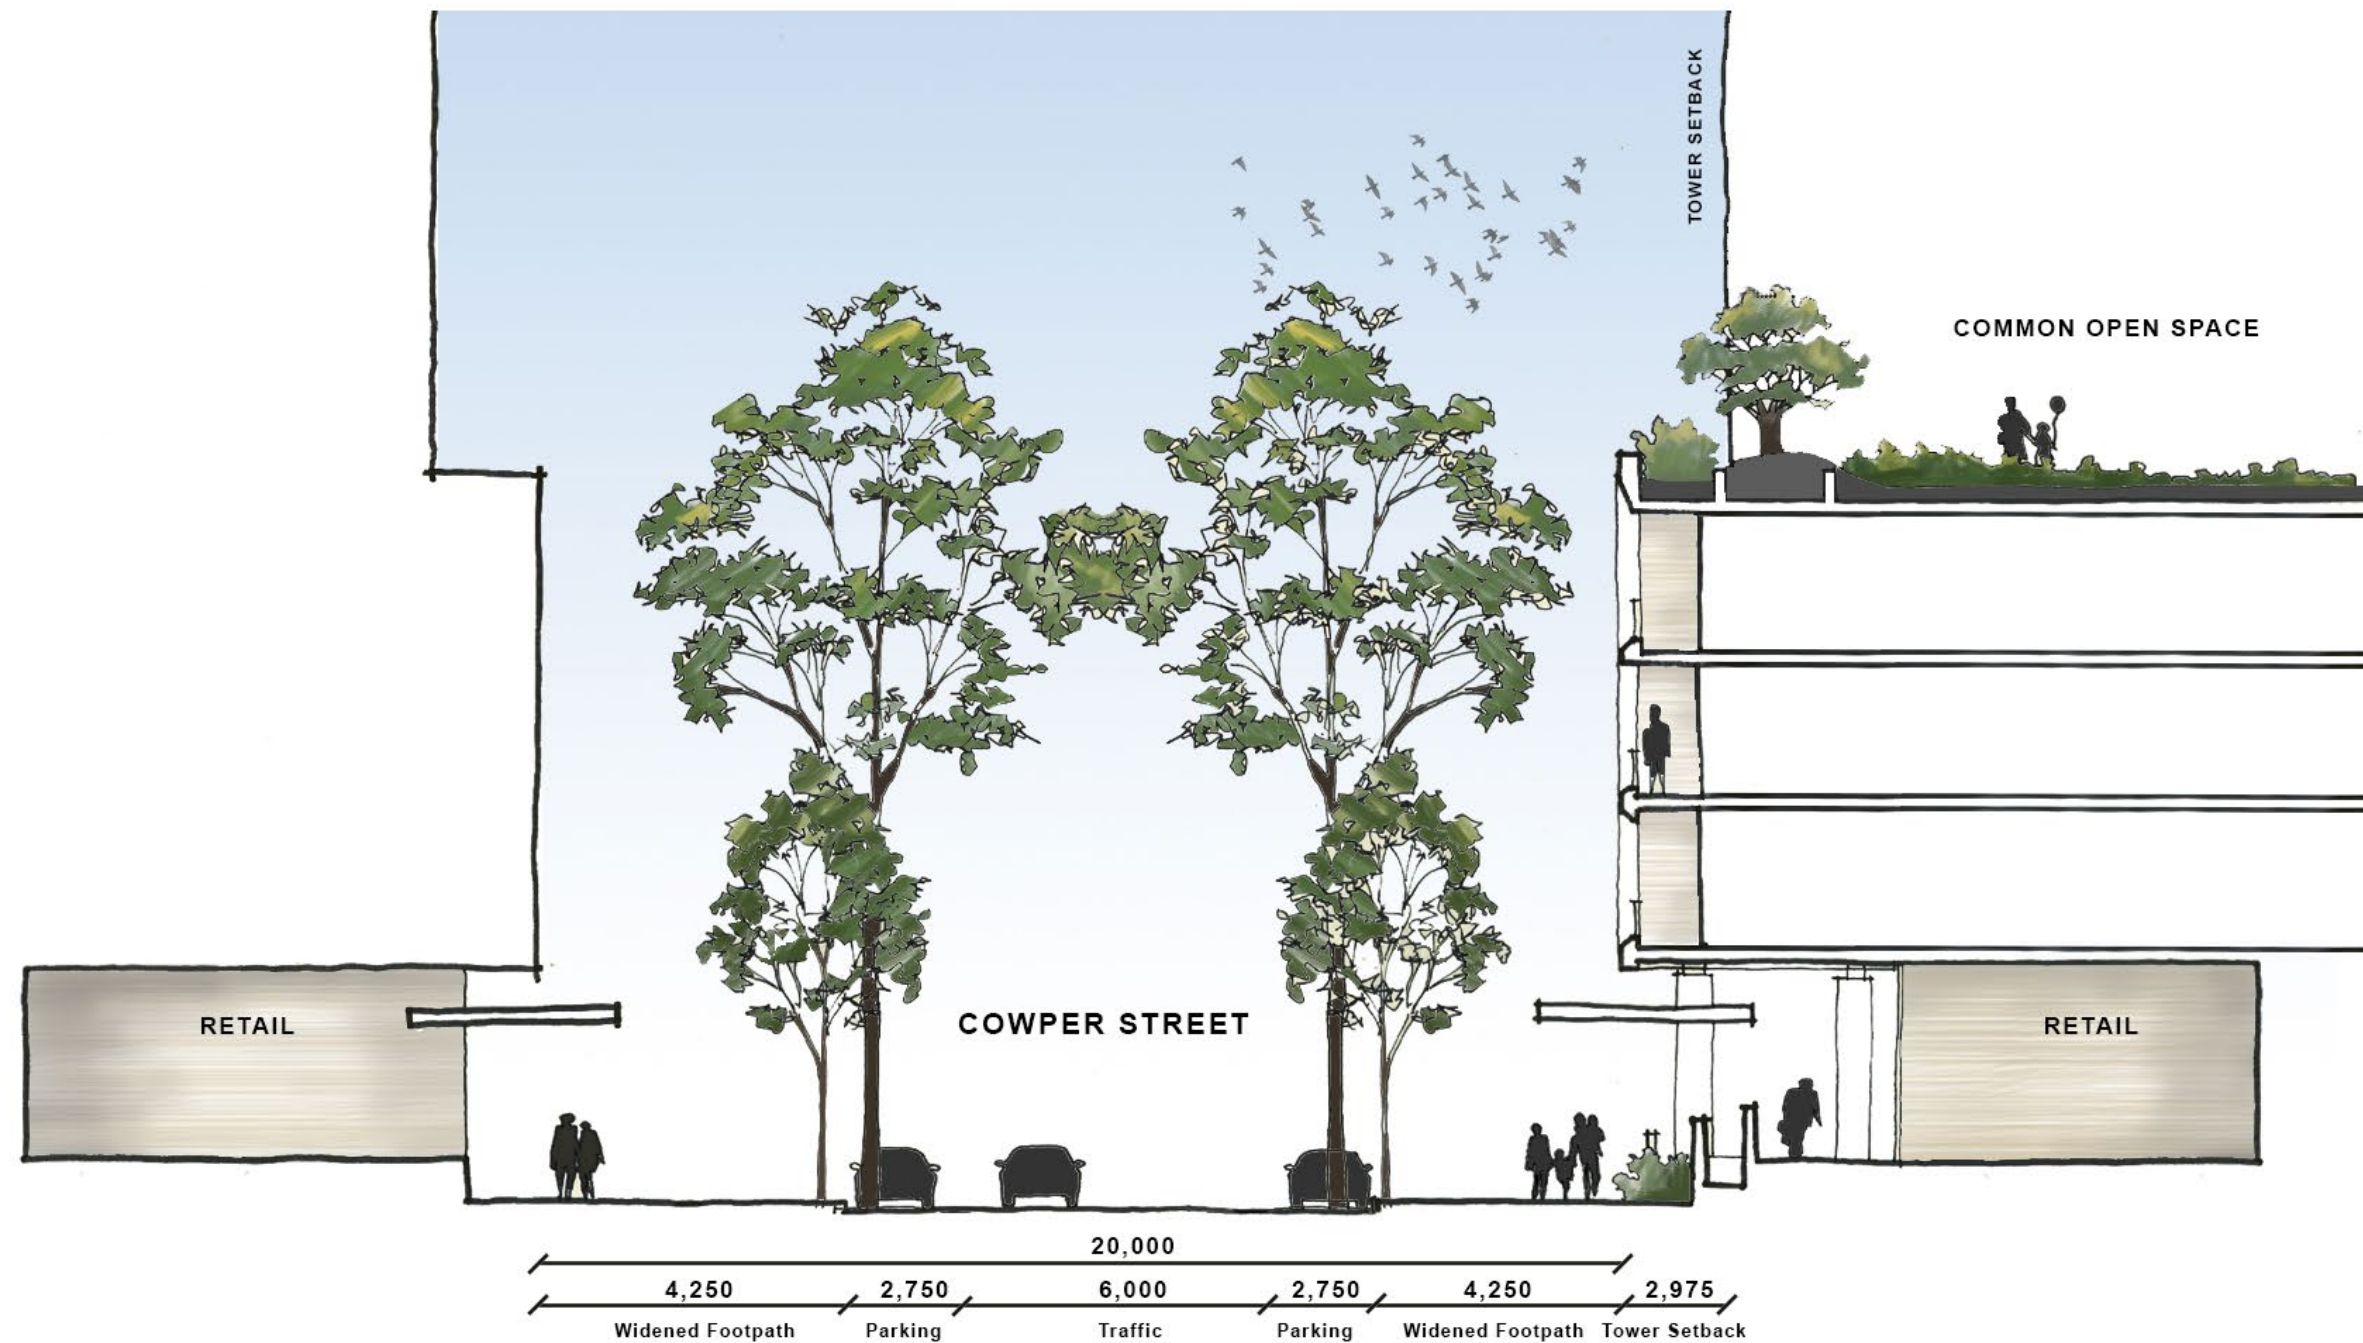 TOWER SETBACK
COMMON OPEN SPACE
RETAIL
COWPER STREET
RETAIL
20,000
4,250 2,750 6,000 2,750 4,250 2,975
Widened Footpath Parking Traffic Parking Widened Footpath Tower Setback